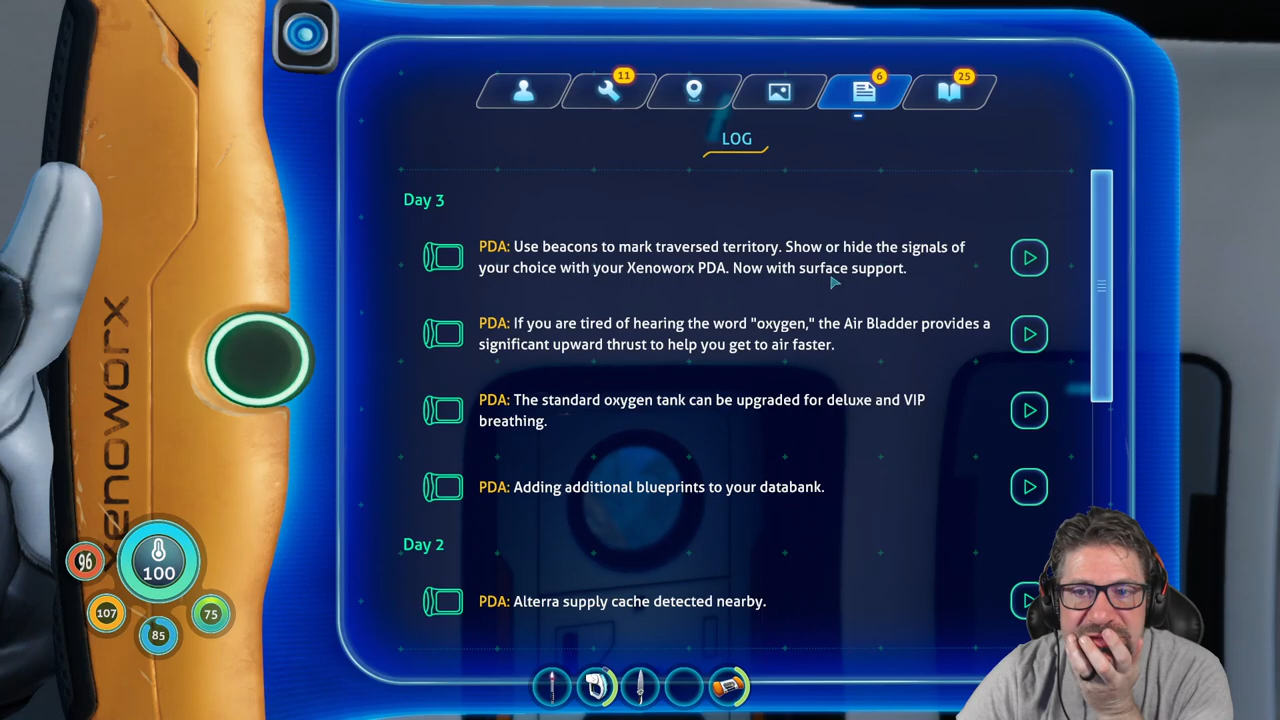 11
6
25
LOG
Day 3
PDA: Use beacons to mark traversed territory. Show or hide the signals of
your choice with your Xenoworx PDA. Now with surface support.
PDA: If you are tired of hearing the word "oxygen," the Air Bladder provides a
significant upward thrust to help you get to air faster.
PDA: The standard oxygen tank can be upgraded for deluxe and VIP
breathing.
PDA: Adding additional blueprints to your databank.
Day 2
PDA: Alterra supply cache detected nearby.
xenoworx
96
100
107
75
85